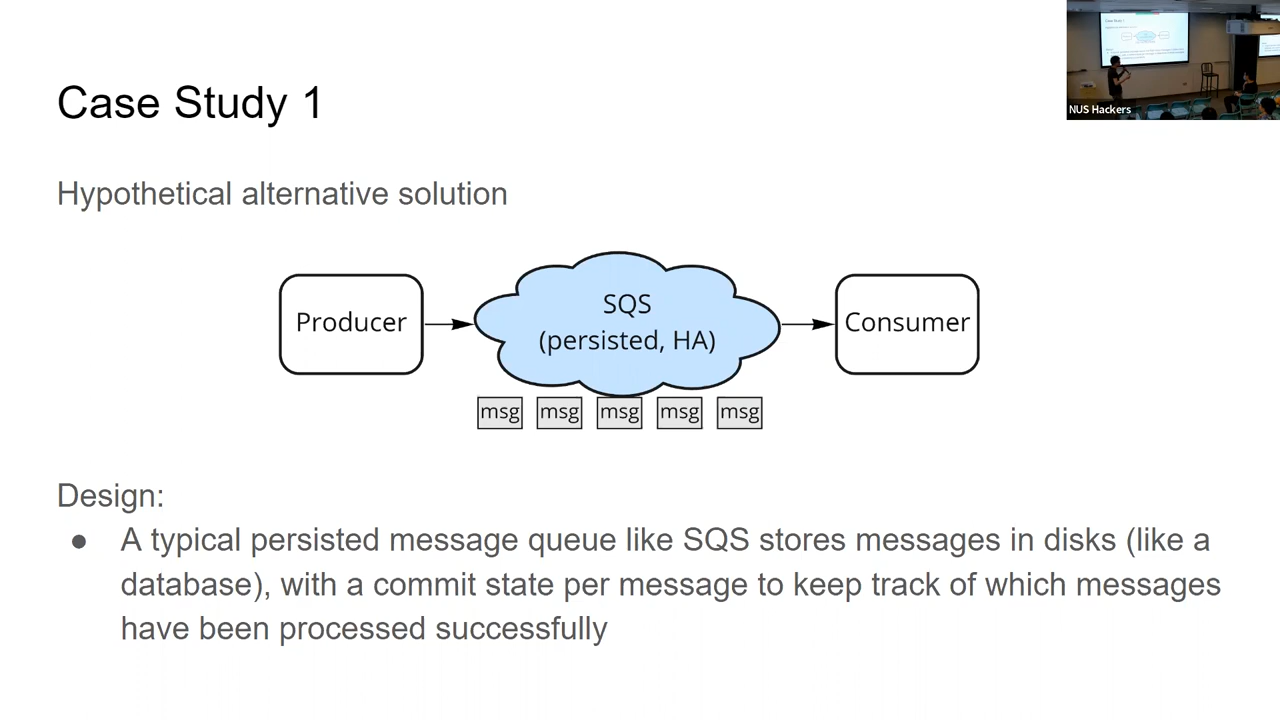 Case Study 1
NUS Hackers
Hypothetical alternative solution
Producer
SQS
(persisted, HA)
Consumer
msg msg msg msg msg
Design:
● A typical persisted message queue like SQS stores messages in disks (like a
database), with a commit state per message to keep track of which messages
have been processed successfully